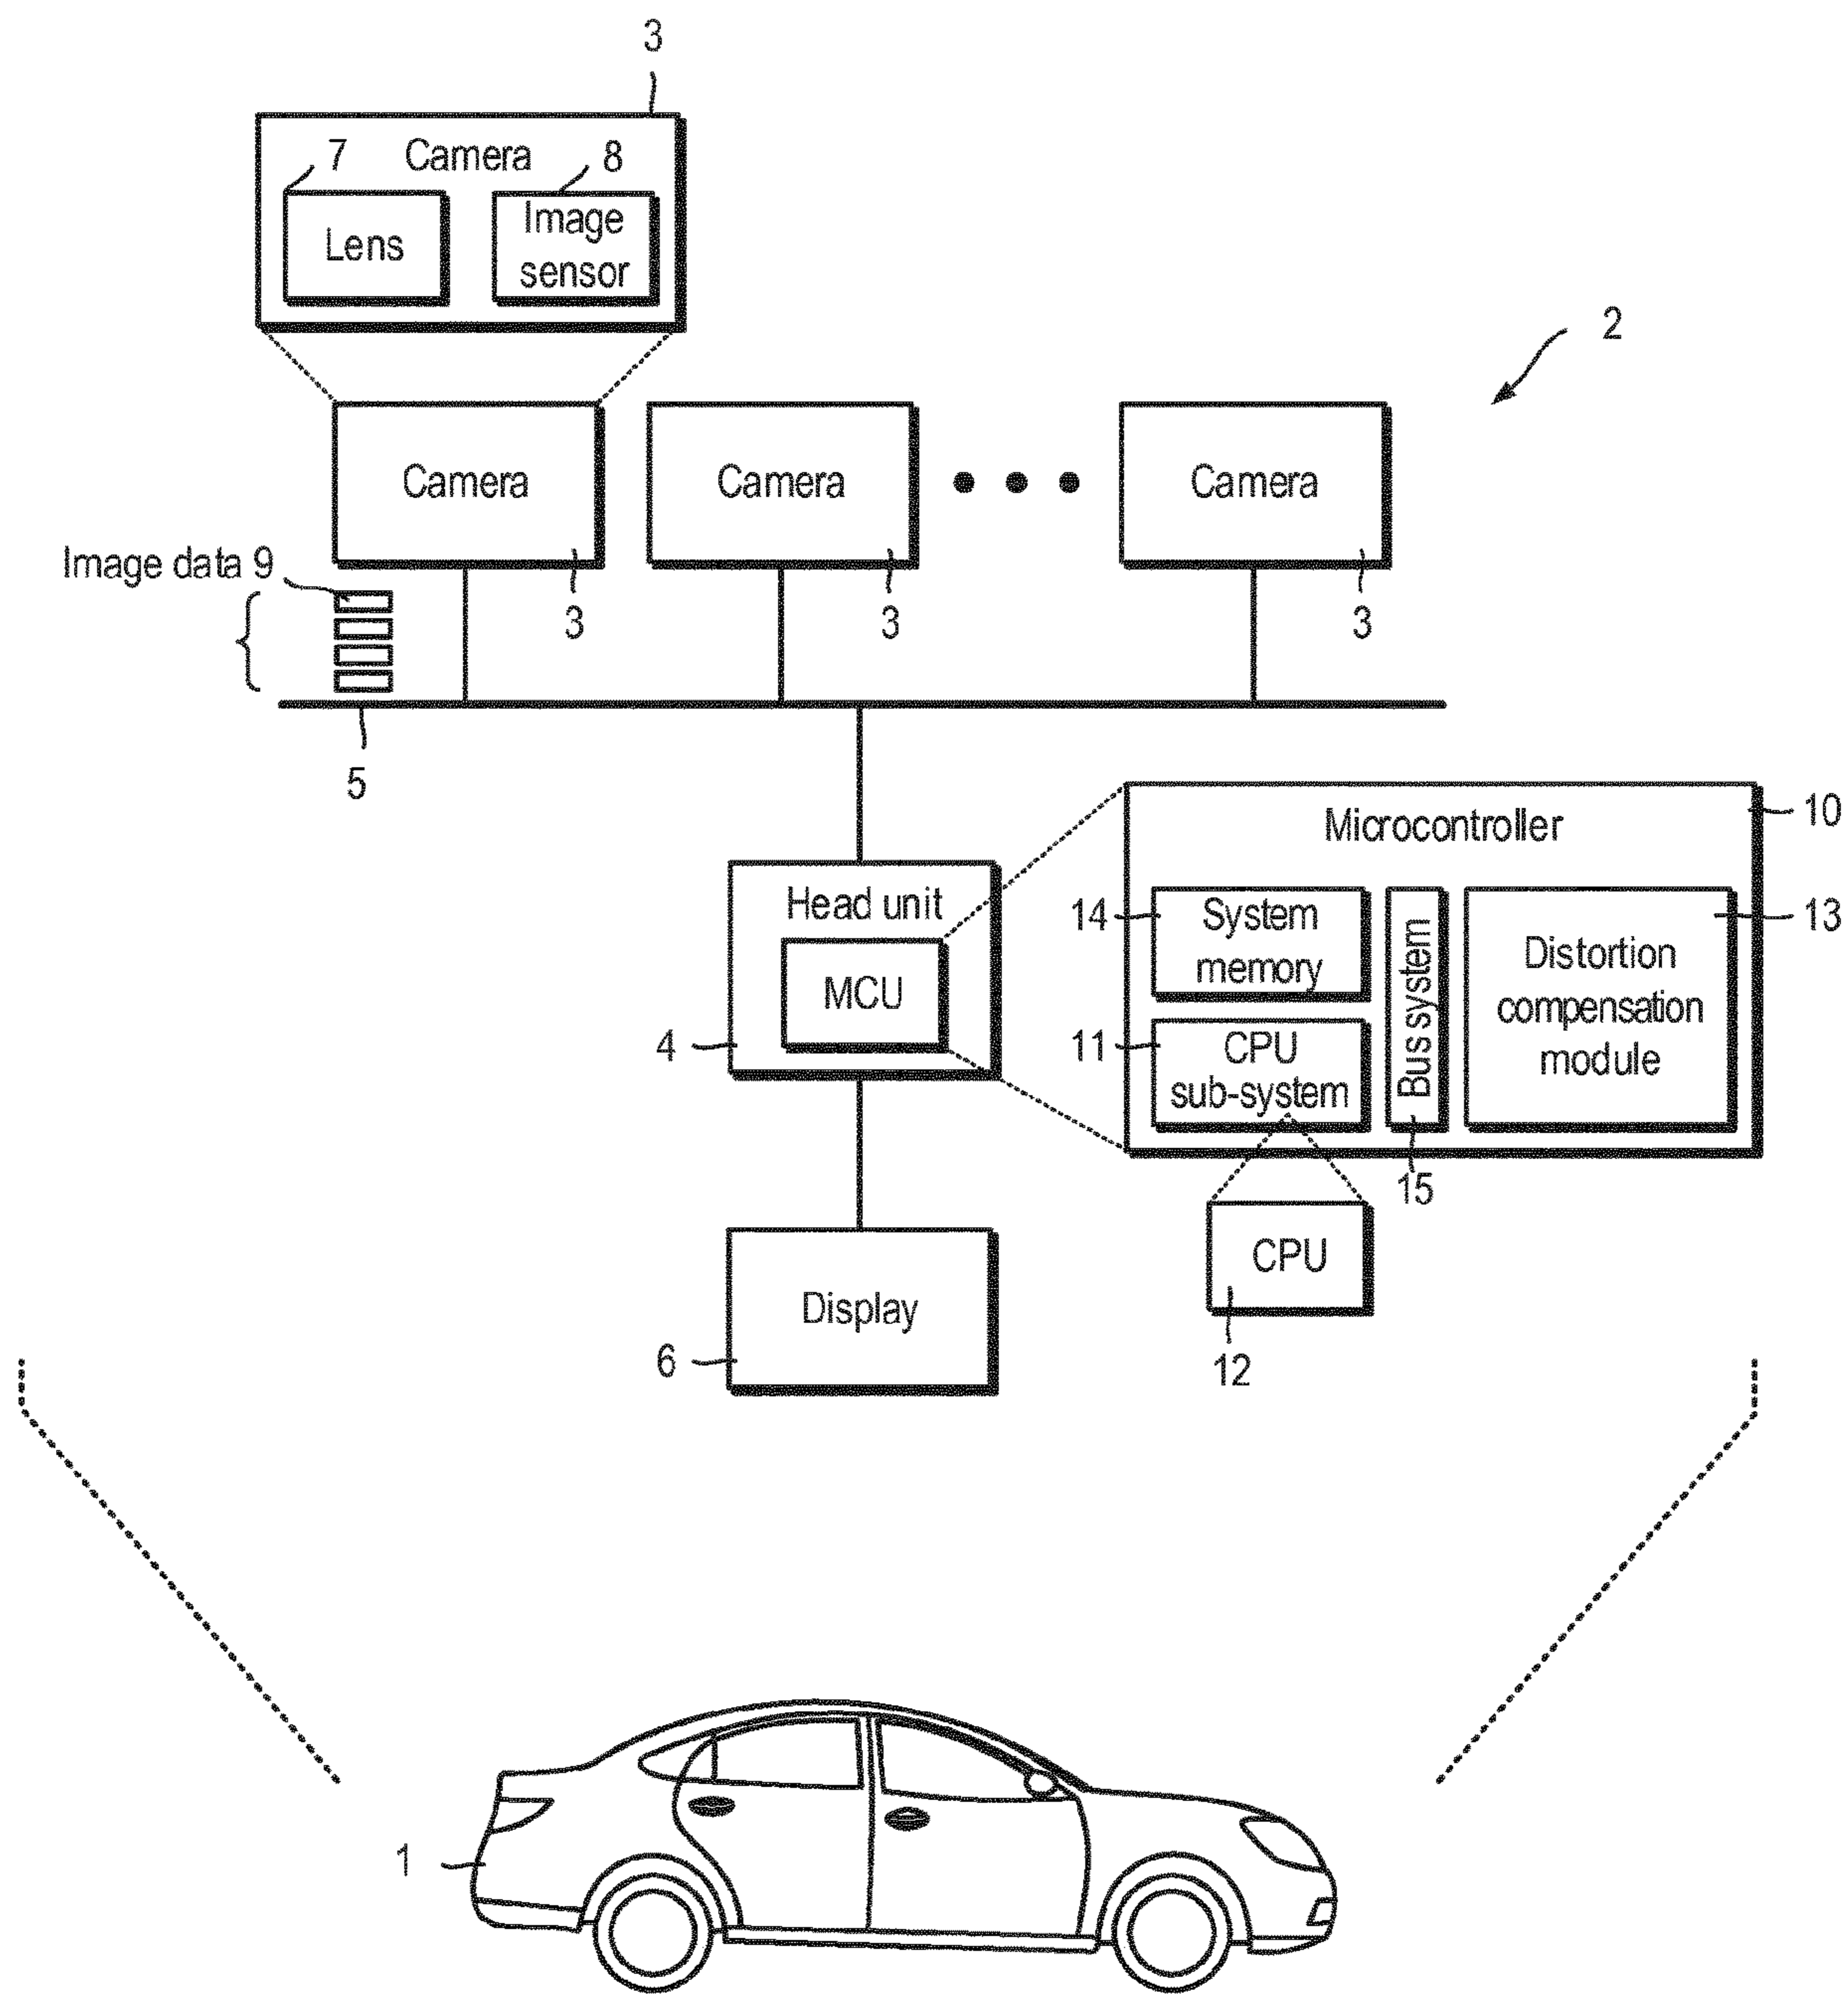 3
7
Camera
8
Lens
Image
sensor
2
Camera
Camera
Camera
Image data 9
3
3
3
5
Microcontroller
10
Head unit
MCU
4
14
System
memory
Bus system
Distortion
compensation
module
13
11
CPU
sub-system
15
CPU
12
Display
6
1